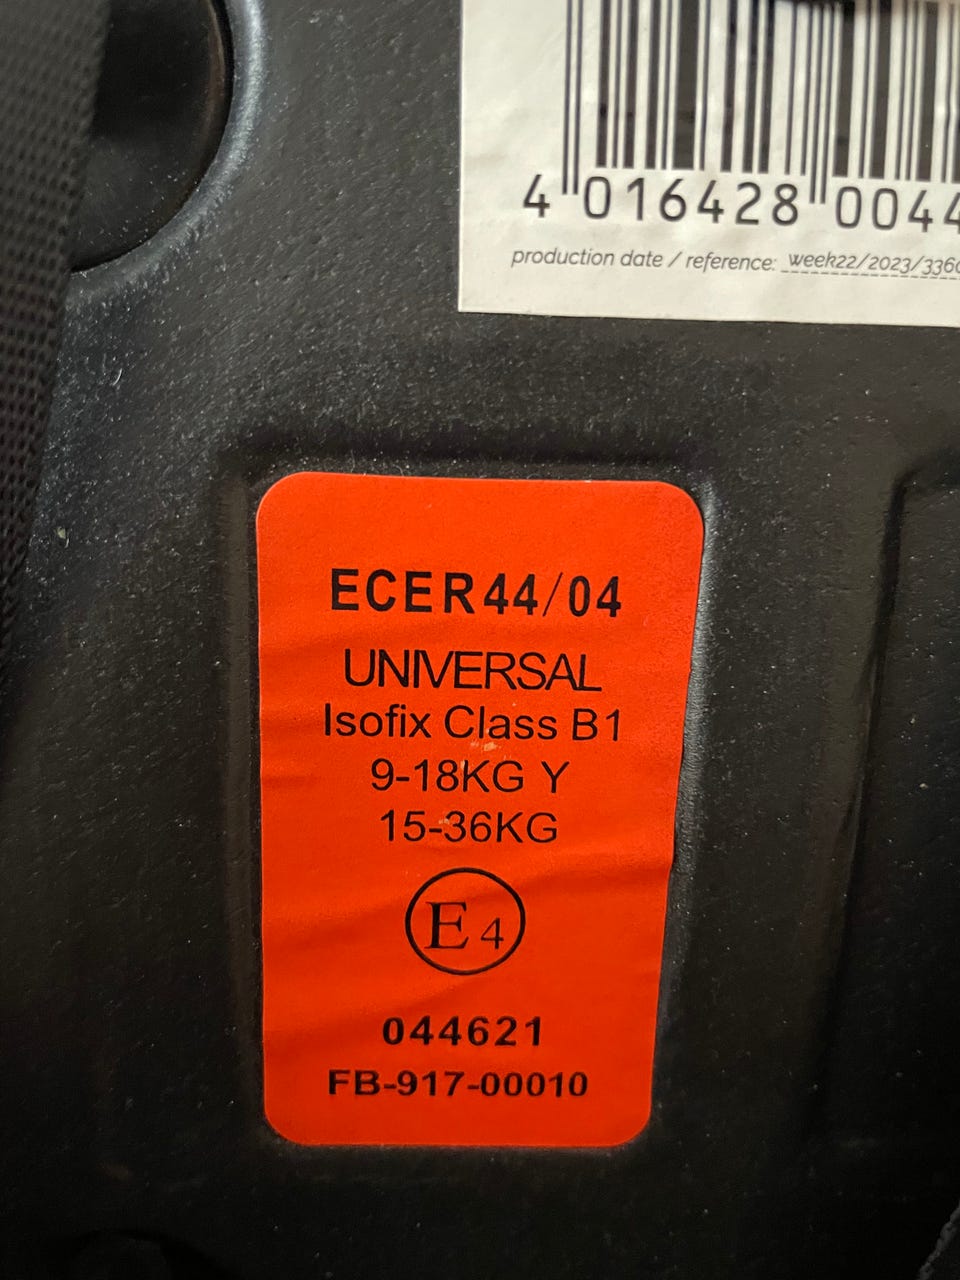 4 016428 0044
production date / reference: week22/2023/336
ECER44/04
UNIVERSAL
Isofix Class B1
9-18KG Y
15-36KG
E 4
044621
FB-917-00010